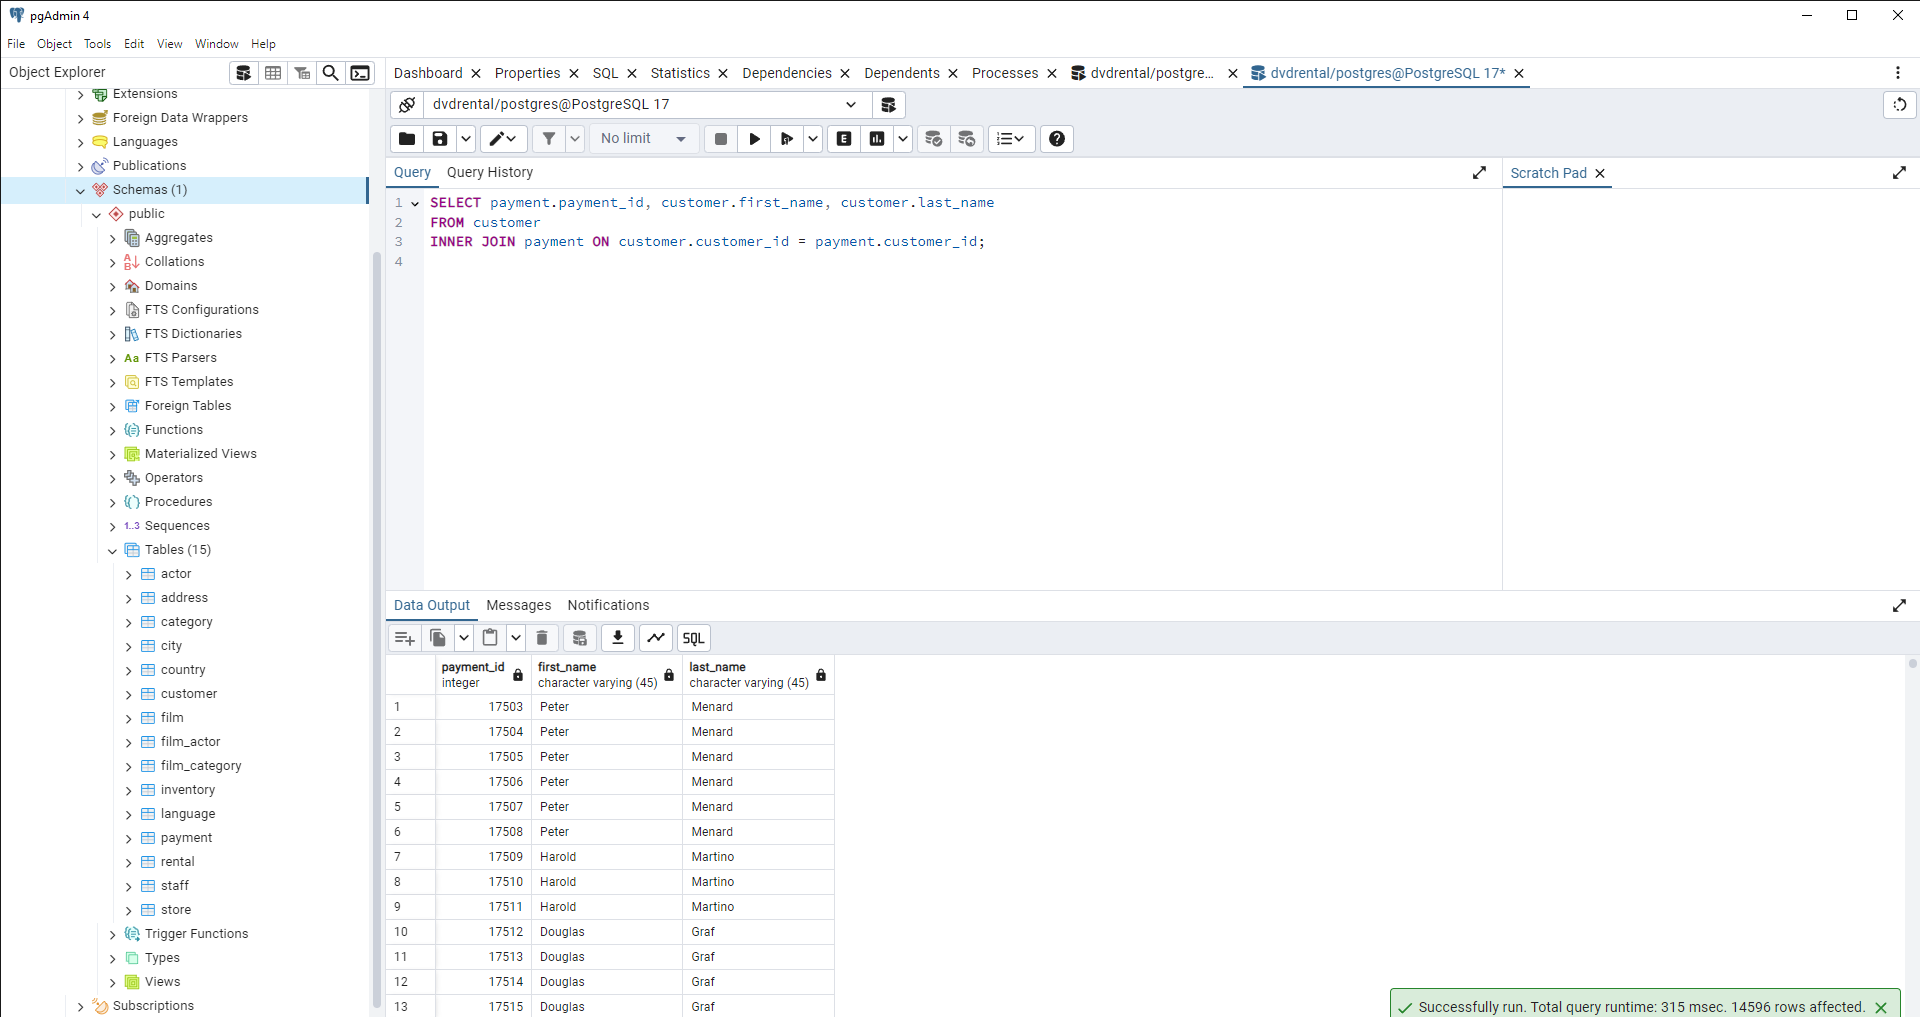 pgAdmin 4
File Object Tools Edit View Window Help
Object Explorer
Dashboard Properties SQL Statistics Dependencies Dependents Processes dvdrental/postgre... dvdrental/postgres@PostgreSQL 17*
Extensions
Foreign Data Wrappers
Languages
Publications
Schemas (1)
public
Aggregates
Collations
Domains
FTS Configurations
FTS Dictionaries
Aa FTS Parsers
FTS Templates
Foreign Tables
Functions
Materialized Views
Operators
Procedures
1..3 Sequences
Tables (15)
actor
address
category
city
country
customer
film
film_actor
film_category
inventory
language
payment
rental
staff
store
Trigger Functions
Types
Views
Subscriptions
dvdrental/postgres@PostgreSQL 17
No limit E
Query Query History
Scratch Pad
1 SELECT payment.payment_id, customer.first_name, customer.last_name
2 FROM customer
3 INNER JOIN payment ON customer.customer_id = payment.customer_id;
4
Data Output Messages Notifications
SQL
payment_id first_name last_name
integer character varying (45) character varying (45)
1 17503 Peter Menard
2 17504 Peter Menard
3 17505 Peter Menard
4 17506 Peter Menard
5 17507 Peter Menard
6 17508 Peter Menard
7 17509 Harold Martino
8 17510 Harold Martino
9 17511 Harold Martino
10 17512 Douglas Graf
11 17513 Douglas Graf
12 17514 Douglas Graf
13 17515 Douglas Graf
Successfully run. Total query runtime: 315 msec. 14596 rows affected.